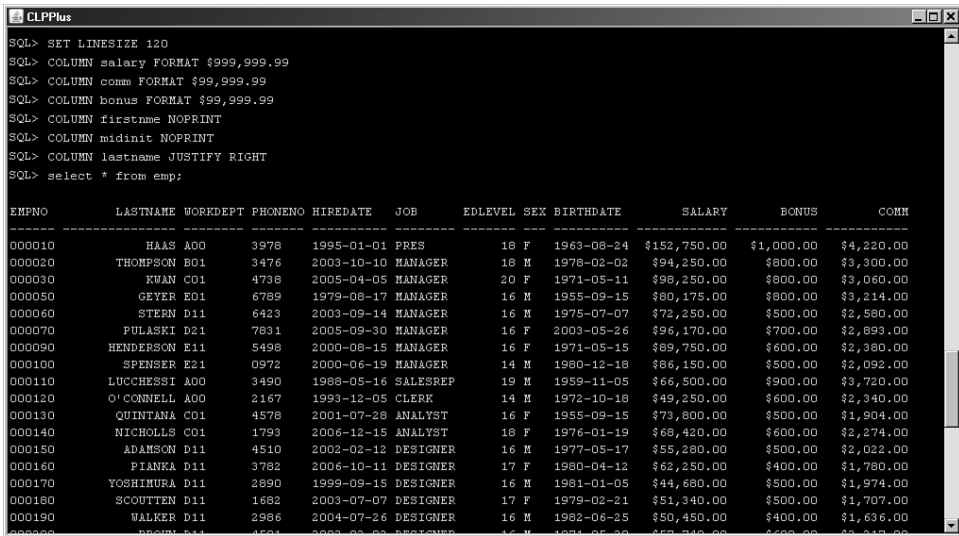 CLPPlus
SQL> SET LINESIZE 120
SQL> COLUMN salary FORMAT $999,999.99
SQL> COLUMN comm FORMAT $99,999.99
SQL> COLUMN bonus FORMAT $99,999.99
SQL> COLUMN firstnme NOPRINT
SQL> COLUMN midinit NOPRINT
SQL> COLUMN lastname JUSTIFY RIGHT
SQL> select * from emp;
EMPNO LASTNAME WORKDEPT PHONENO HIREDATE JOB EDLEVEL SEX BIRTHDATE SALARY BONUS COMM
------ --------------- -------- ------- ---------- -------- ------- --- ---------- ------------ ----------- -----------
000010 HAAS A00 3978 1995-01-01 PRES 18 F 1963-08-24 $152,750.00 $1,000.00 $4,220.00
000020 THOMPSON B01 3476 2003-10-10 MANAGER 18 M 1978-02-02 $94,250.00 $800.00 $3,300.00
000030 KWAN C01 4738 2005-04-05 MANAGER 20 F 1971-05-11 $98,250.00 $800.00 $3,060.00
000050 GEYER E01 6789 1979-08-17 MANAGER 16 M 1955-09-15 $80,175.00 $800.00 $3,214.00
000060 STERN D11 6423 2003-09-14 MANAGER 16 M 1975-07-07 $72,250.00 $500.00 $2,580.00
000070 PULASKI D21 7831 2005-09-30 MANAGER 16 F 2003-05-26 $96,170.00 $700.00 $2,893.00
000090 HENDERSON E11 5498 2000-08-15 MANAGER 16 F 1971-05-15 $89,750.00 $600.00 $2,380.00
000100 SPENSER E21 0972 2000-06-19 MANAGER 14 M 1980-12-18 $86,150.00 $500.00 $2,092.00
000110 LUCCHESSI A00 3490 1988-05-16 SALESREP 19 M 1959-11-05 $66,500.00 $900.00 $3,720.00
000120 O'CONNELL A00 2167 1993-12-05 CLERK 14 M 1972-10-18 $49,250.00 $600.00 $2,340.00
000130 QUINTANA C01 4578 2001-07-28 ANALYST 16 F 1955-09-15 $73,800.00 $500.00 $1,904.00
000140 NICHOLLS C01 1793 2006-12-15 ANALYST 18 F 1976-01-19 $68,420.00 $600.00 $2,274.00
000150 ADAMSON D11 4510 2002-02-12 DESIGNER 16 M 1977-05-17 $55,280.00 $500.00 $2,022.00
000160 PIANKA D11 3782 2006-10-11 DESIGNER 17 F 1980-04-12 $62,250.00 $400.00 $1,780.00
000170 YOSHIMURA D11 2890 1999-09-15 DESIGNER 16 M 1981-01-05 $44,680.00 $500.00 $1,974.00
000180 SCOUTTEN D11 1682 2003-07-07 DESIGNER 17 F 1979-02-21 $51,340.00 $500.00 $1,707.00
000190 WALKER D11 2986 2004-07-26 DESIGNER 16 M 1982-06-25 $50,450.00 $400.00 $1,636.00